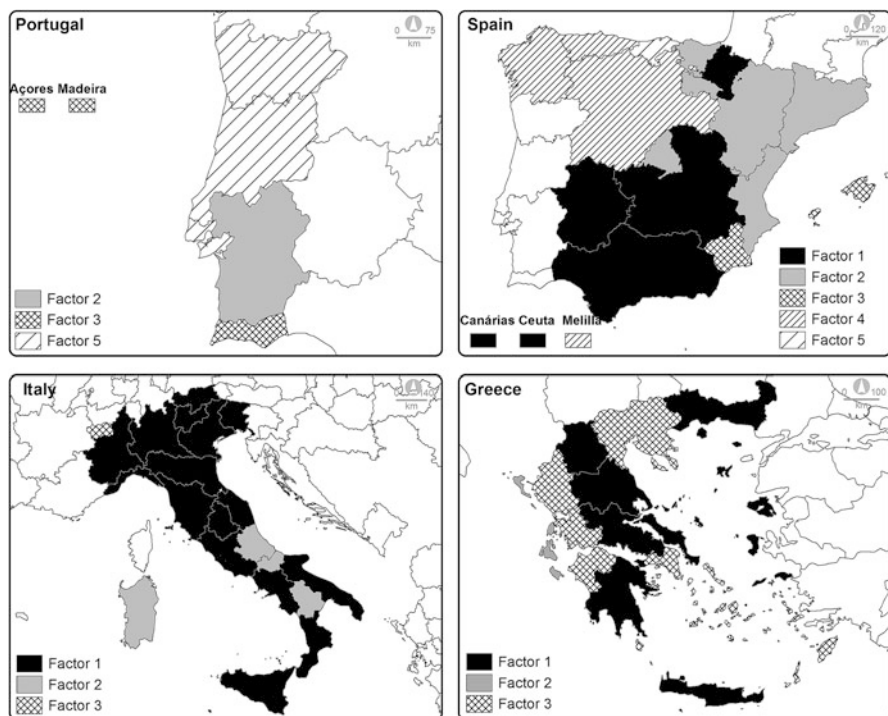 Portugal
0 75
km
Açores Madeira
Factor 2
Factor 3
Factor 5
Spain
0 120
km
Factor 1
Factor 2
Factor 3
Factor 4
Factor 5
Canárias Ceuta Melilla
Italy
0 140
km
Factor 1
Factor 2
Factor 3
Greece
0 100
km
Factor 1
Factor 2
Factor 3